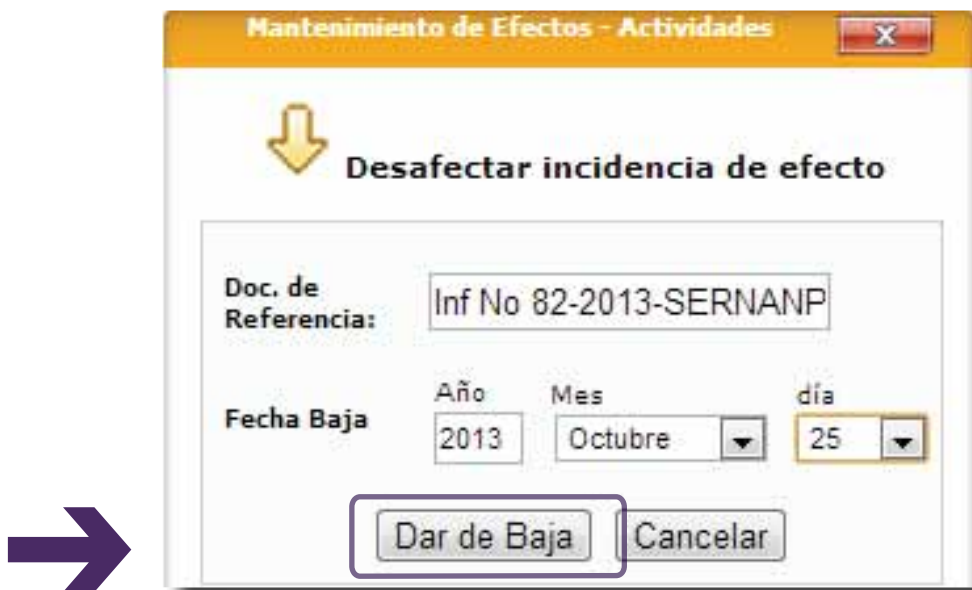 Mantenimiento de Efectos - Actividades
x
Desafectar incidencia de efecto
Doc. de
Referencia:
Inf No 82-2013-SERNANP
Año Mes día
Fecha Baja 2013 Octubre 25
Dar de Baja Cancelar